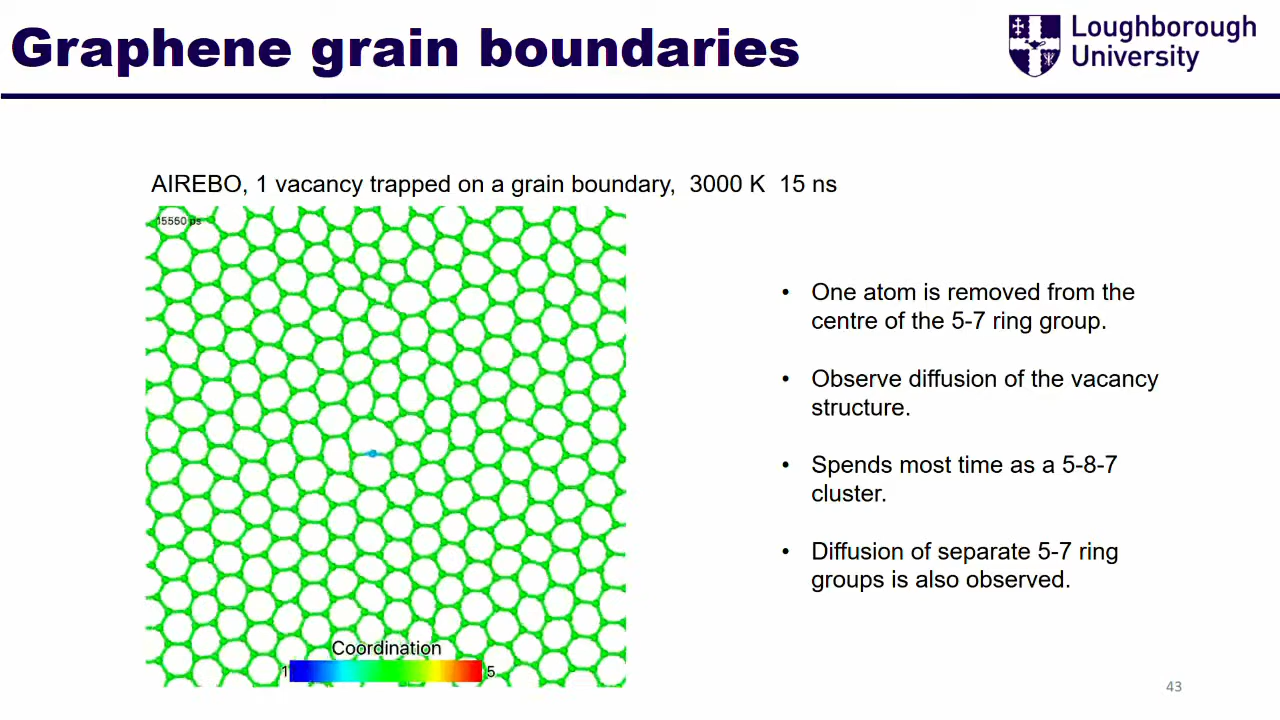 Graphene grain boundaries
Loughborough
University
AIREBO, 1 vacancy trapped on a grain boundary, 3000 K 15 ns
15550 ps
• One atom is removed from the
centre of the 5-7 ring group.
• Observe diffusion of the vacancy
structure.
• Spends most time as a 5-8-7
cluster.
• Diffusion of separate 5-7 ring
groups is also observed.
Coordination
1 5
43